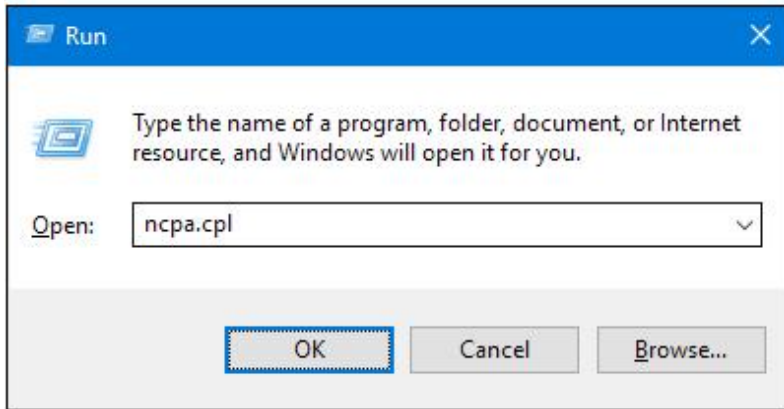 Run
Type the name of a program, folder, document, or Internet
resource, and Windows will open it for you.
Open: ncpa.cpl
OK Cancel Browse...